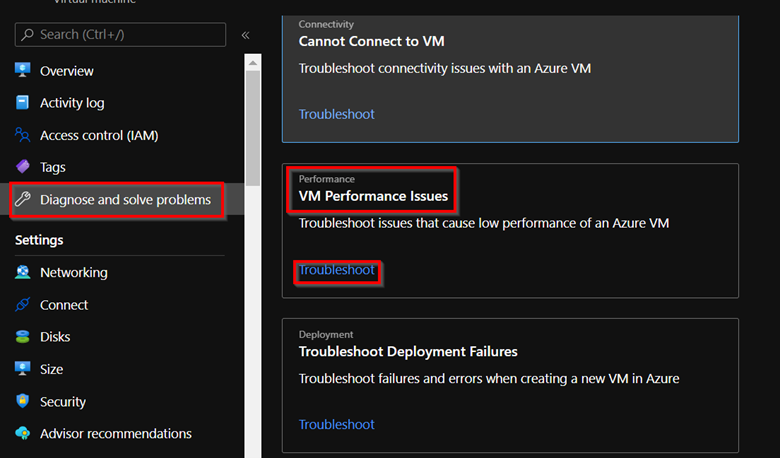 Virtual machine
Search (Ctrl+/)
«
Overview
Activity log
Access control (IAM)
Tags
Diagnose and solve problems
Settings
Networking
Connect
Disks
Size
Security
Advisor recommendations
Connectivity
Cannot Connect to VM
Troubleshoot connectivity issues with an Azure VM
Troubleshoot
Performance
VM Performance Issues
Troubleshoot issues that cause low performance of an Azure VM
Troubleshoot
Deployment
Troubleshoot Deployment Failures
Troubleshoot failures and errors when creating a new VM in Azure
Troubleshoot